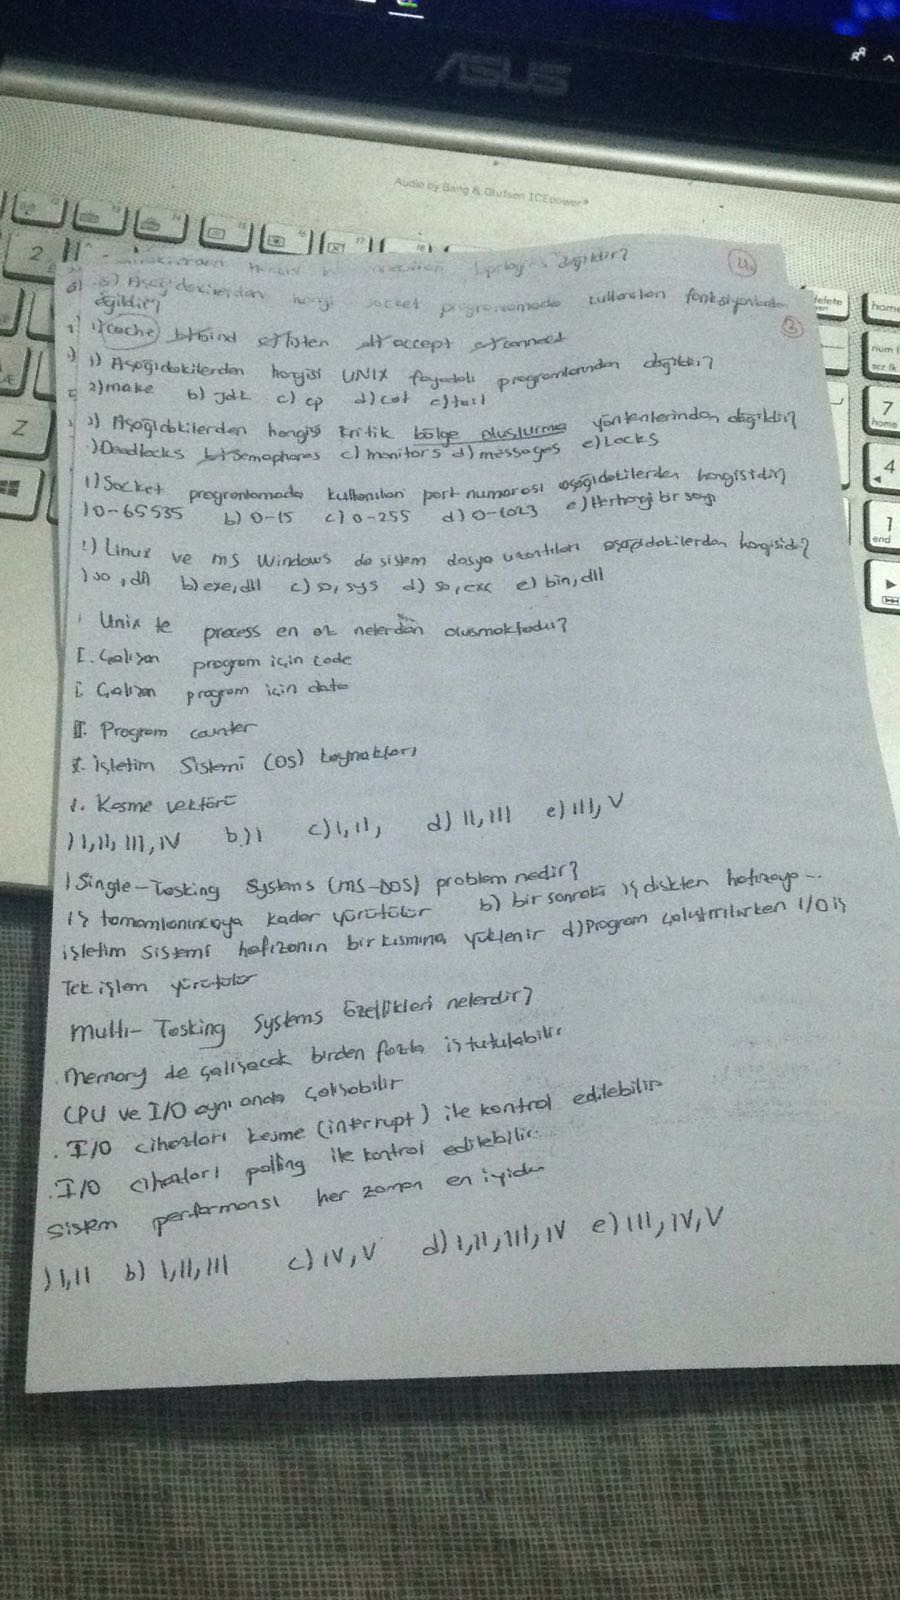 ASUS
Audio by Bang & Olufsen ICEpower®
değildir?
4.
5) Aşağıdakilerden hangi socket programlamada kullanılan fonksiyonlardan
değildir?
3
cache b) bind c) listen d) accept e) connect
1) Aşağıdakilerden hangisi UNIX faydalı programlarından değildir?
a) make b) jdk c) cp d) cat e) tail
Aşağıdakilerden hangisi kritik bölge oluşturma yöntemlerinden değildir?
) Deadlocks b) Semaphores c) monitors d) messages e) Locks
) Socket programlamada kullanılan port numarası aşağıdakilerden hangisidir?
) 0-65535 b) 0-15 c) 0-255 d) 0-1023 e) Herhangi bir sayı
) Linux ve ms Windows da sistem dosya uzantıları aşağıdakilerden hangisidir?
) so, dll b) exe, dll c) so, sys d) so, exe e) bin, dll
Unix te process en az nelerden oluşmaktadır?
I. Çalışan program için code
I. Çalışan program için data
II. Program counter
I. İşletim Sistemi (OS) kaynakları
V. Kesme vektörü
) I, II, III, IV b) I c) I, II, d) II, III e) III, V
) Single-Tasking Systems (MS-DOS) problem nedir?
iş tamamlanıncaya kadar yürütülür b) bir sonraki iş diskten hafızaya...
işletim sistemi hafızanın bir kısmına yüklenir d) Program çalıştırılırken I/O iş
Tek işlem yürütülür
Multi-Tasking Systems özellikleri nelerdir?
. Memory de çalışacak birden fazla iş tutulabilir
CPU ve I/O aynı anda çalışabilir
. I/O cihazları kesme (interrupt) ile kontrol edilebilir
. I/O cihazları polling ile kontrol edilebilir.
Sistem performansı her zaman en iyidir
) I, II b) I, II, III c) IV, V d) I, II, III, IV e) III, IV, V
2
Z
delete
home
num l
scr lk
7
home
4
1
end